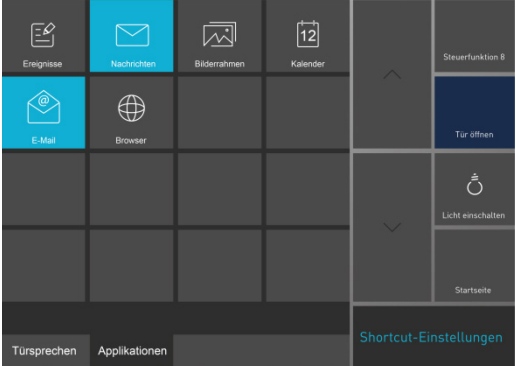 Ereignisse
Nachrichten
Bilderrahmen
12
Kalender
@
E-Mail
Browser
Steuerfunktion 8
Tür öffnen
Licht einschalten
Startseite
Shortcut-Einstellungen
Türsprechen
Applikationen